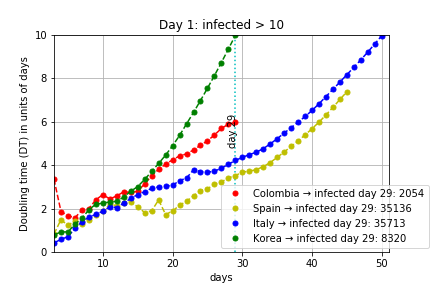 Day 1: infected > 10
Doubling time (DT) in units of days
10
8
6
4
2
0
day 29
Colombia → infected day 29: 2054
Spain → infected day 29: 35136
Italy → infected day 29: 35713
Korea → infected day 29: 8320
10
20
30
40
50
days